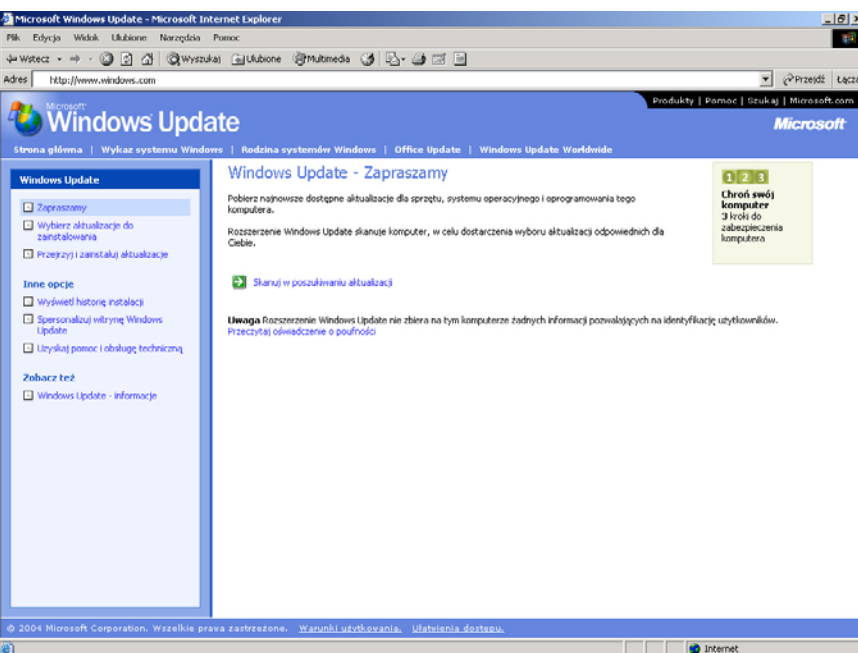 Microsoft Windows Update - Microsoft Internet Explorer
Plik Edycja Widok Ulubione Narzędzia Pomoc
Wstecz Wyszukaj Ulubione Multimedia
Adres http://www.windows.com Przejdź Łącza
Produkty | Pomoc | Szukaj | Microsoft.com
Microsoft
Windows Update
Microsoft
Strona główna | Wykaz systemu Windows | Rodzina systemów Windows | Office Update | Windows Update Worldwide
Windows Update
Zapraszamy
Wybierz aktualizacje do
zainstalowania
Przejrzyj i zainstaluj aktualizacje
Inne opcje
Wyświetl historię instalacji
Spersonalizuj witrynę Windows
Update
Uzyskaj pomoc i obsługę techniczną
Zobacz też
Windows Update - informacje
Windows Update - Zapraszamy
Pobierz najnowsze dostępne aktualizacje dla sprzętu, systemu operacyjnego i oprogramowania tego
komputera.
Rozszerzenie Windows Update skanuje komputer, w celu dostarczenia wyboru aktualizacji odpowiednich dla
Ciebie.
Skanuj w poszukiwaniu aktualizacji
Uwaga Rozszerzenie Windows Update nie zbiera na tym komputerze żadnych informacji pozwalających na identyfikację użytkowników.
Przeczytaj oświadczenie o poufności
1 2 3
Chroń swój
komputer
3 kroki do
zabezpieczenia
komputera
© 2004 Microsoft Corporation. Wszelkie prawa zastrzeżone. Warunki użytkowania. Ułatwienia dostępu.
Internet